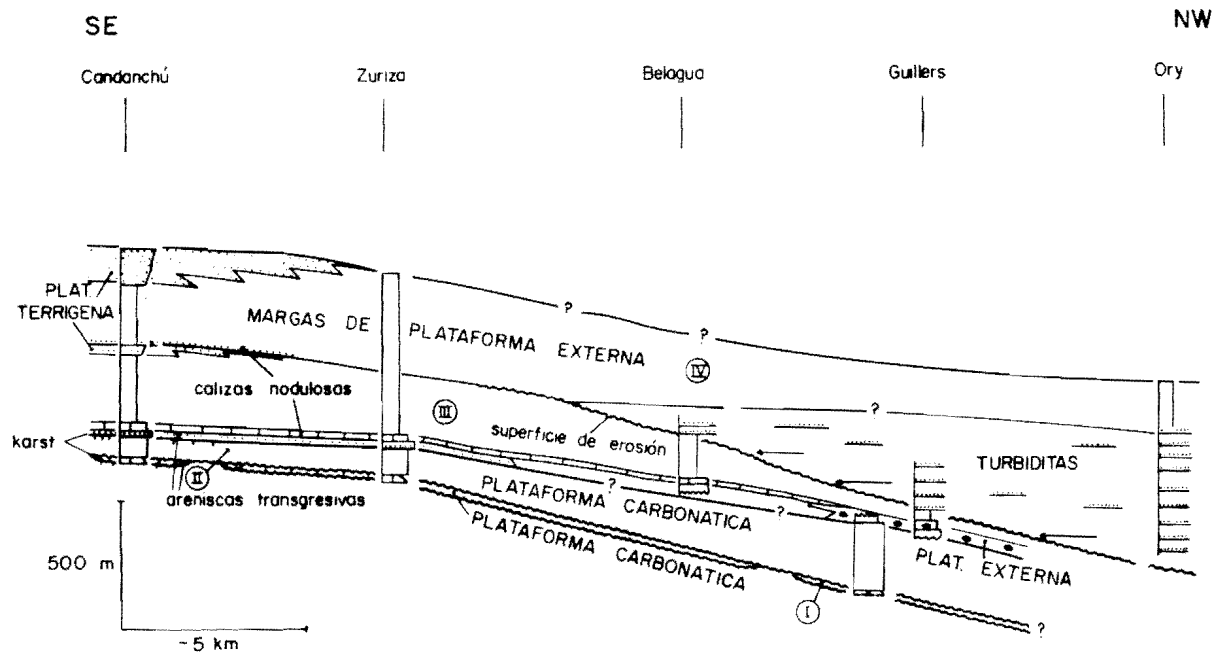 SE
NW
Candanchú
Zuriza
Belagua
Guillers
Ory
PLAT.
TERRIGENA
MARGAS DE PLATAFORMA EXTERNA
?
?
IV
calizas nodulosas
III
superficie de erosión
?
TURBIDITAS
karst
II
areniscas transgresivas
?
PLATAFORMA CARBONATICA
?
PLATAFORMA CARBONATICA
PLAT. EXTERNA
I
?
500 m
~5 km